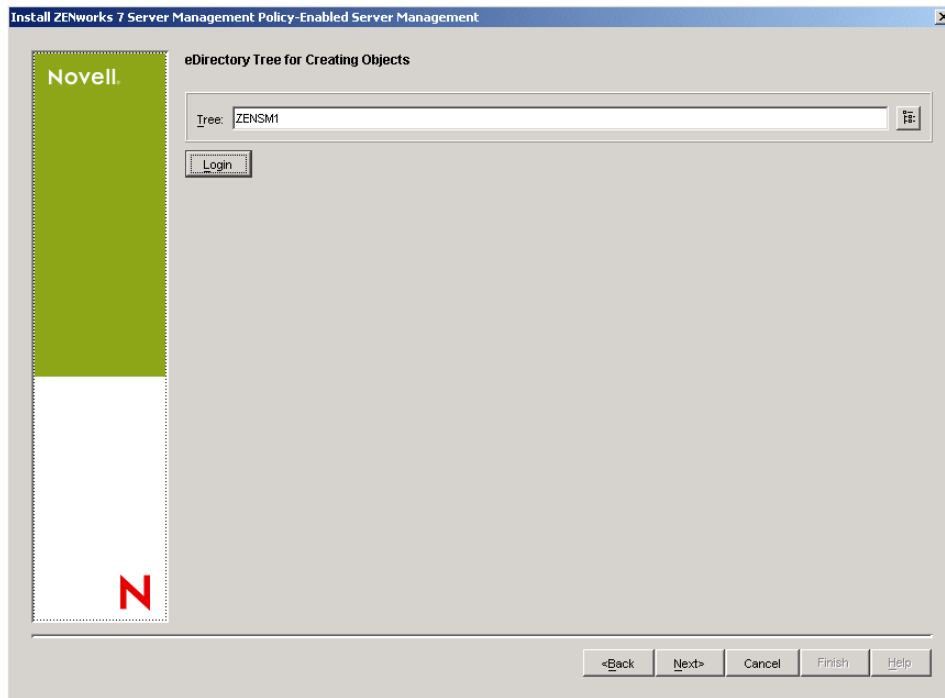 Install ZENworks 7 Server Management Policy-Enabled Server Management
Novell.
eDirectory Tree for Creating Objects
Tree: ZENSM1
Login
N
<Back Next> Cancel Finish Help